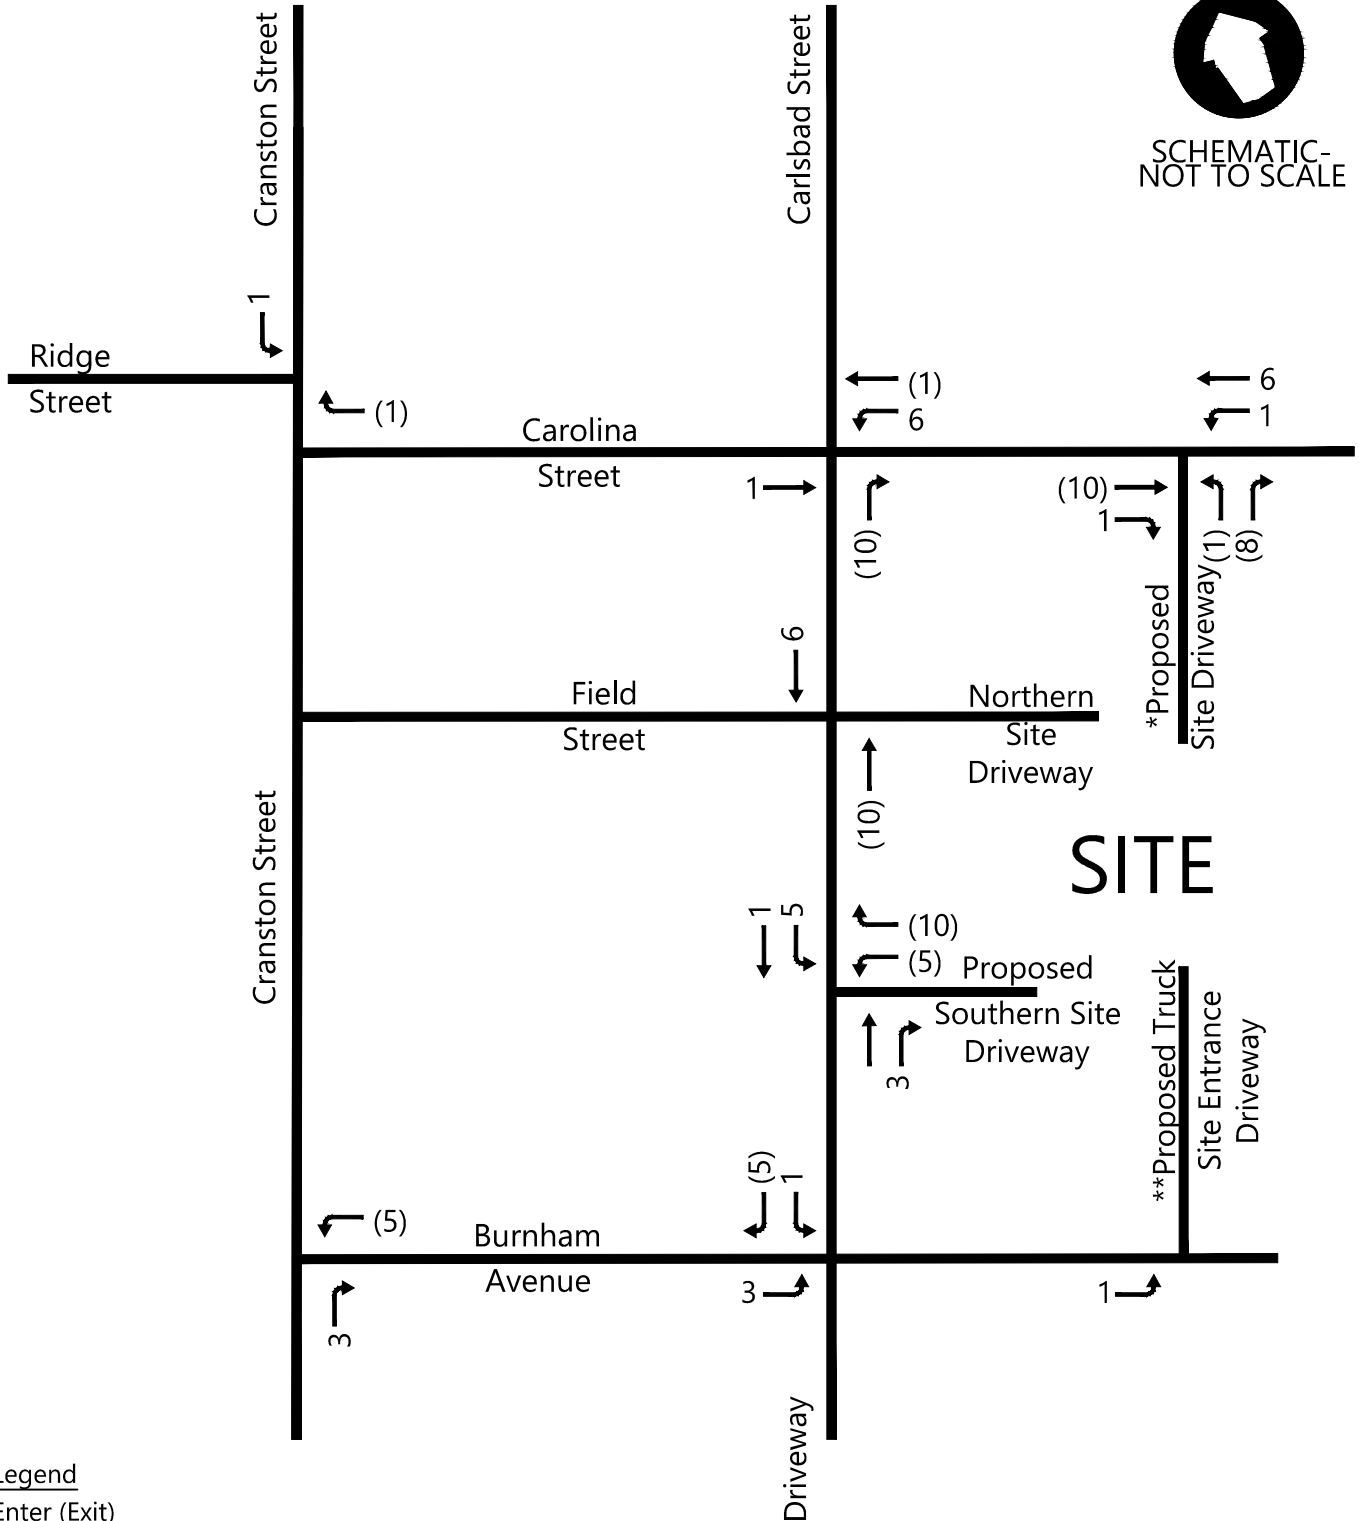 Cranston Street
Carlsbad Street
SCHEMATIC-
NOT TO SCALE
1
Ridge
Street
(1)
(1)
6
6
1
Carolina
Street
1
(10)
(10)
1
(1)
(8)
*Proposed
Site Driveway
6
Field
Street
Northern
Site
Driveway
(10)
SITE
Cranston Street
1
5
(10)
(5)
Proposed
Southern Site
Driveway
3
**Proposed Truck
Site Entrance
Driveway
(5)
1
(5)
Burnham
Avenue
3
3
1
Driveway
Legend
Enter (Exit)